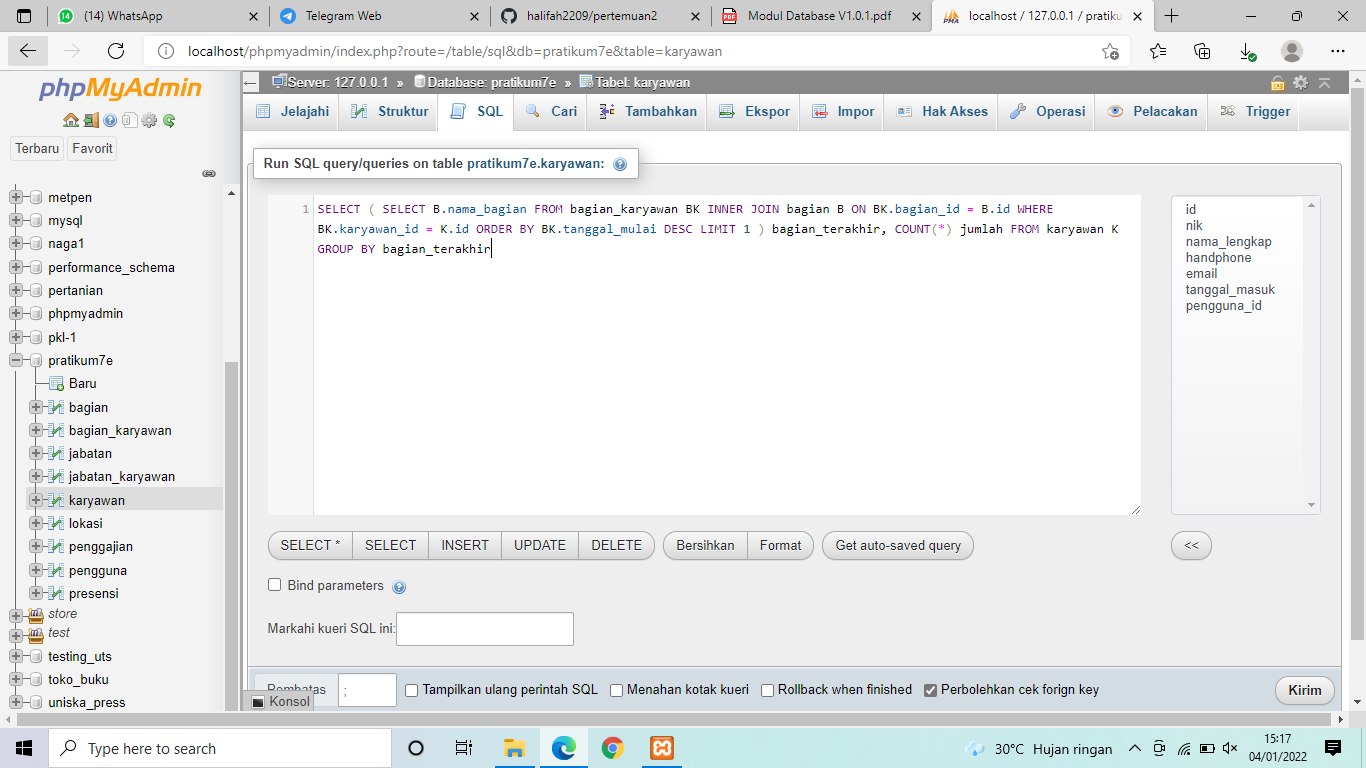 (14) WhatsApp
Telegram Web
halifah2209/pertemuan2
Modul Database V1.0.1.pdf
localhost / 127.0.0.1 / pratiku
localhost/phpmyadmin/index.php?route=/table/sql&db=pratikum7e&table=karyawan
phpMyAdmin
Terbaru
Favorit
metpen
mysql
naga1
performance_schema
pertanian
phpmyadmin
pkl-1
pratikum7e
Baru
bagian
bagian_karyawan
jabatan
jabatan_karyawan
karyawan
lokasi
penggajian
pengguna
presensi
store
test
testing_uts
toko_buku
uniska_press
Server: 127.0.0.1 » Database: pratikum7e » Tabel: karyawan
Jelajahi
Struktur
SQL
Cari
Tambahkan
Ekspor
Impor
Hak Akses
Operasi
Pelacakan
Trigger
Run SQL query/queries on table pratikum7e.karyawan:
1 SELECT ( SELECT B.nama_bagian FROM bagian_karyawan BK INNER JOIN bagian B ON BK.bagian_id = B.id WHERE
BK.karyawan_id = K.id ORDER BY BK.tanggal_mulai DESC LIMIT 1 ) bagian_terakhir, COUNT(*) jumlah FROM karyawan K
GROUP BY bagian_terakhir
id
nik
nama_lengkap
handphone
email
tanggal_masuk
pengguna_id
SELECT *
SELECT
INSERT
UPDATE
DELETE
Bersihkan
Format
Get auto-saved query
<<
Bind parameters
Markahi kueri SQL ini:
;
Tampilkan ulang perintah SQL
Menahan kotak kueri
Rollback when finished
Perbolehkan cek forign key
Kirim
Konsol
Type here to search
30°C Hujan ringan
15:17
04/01/2022